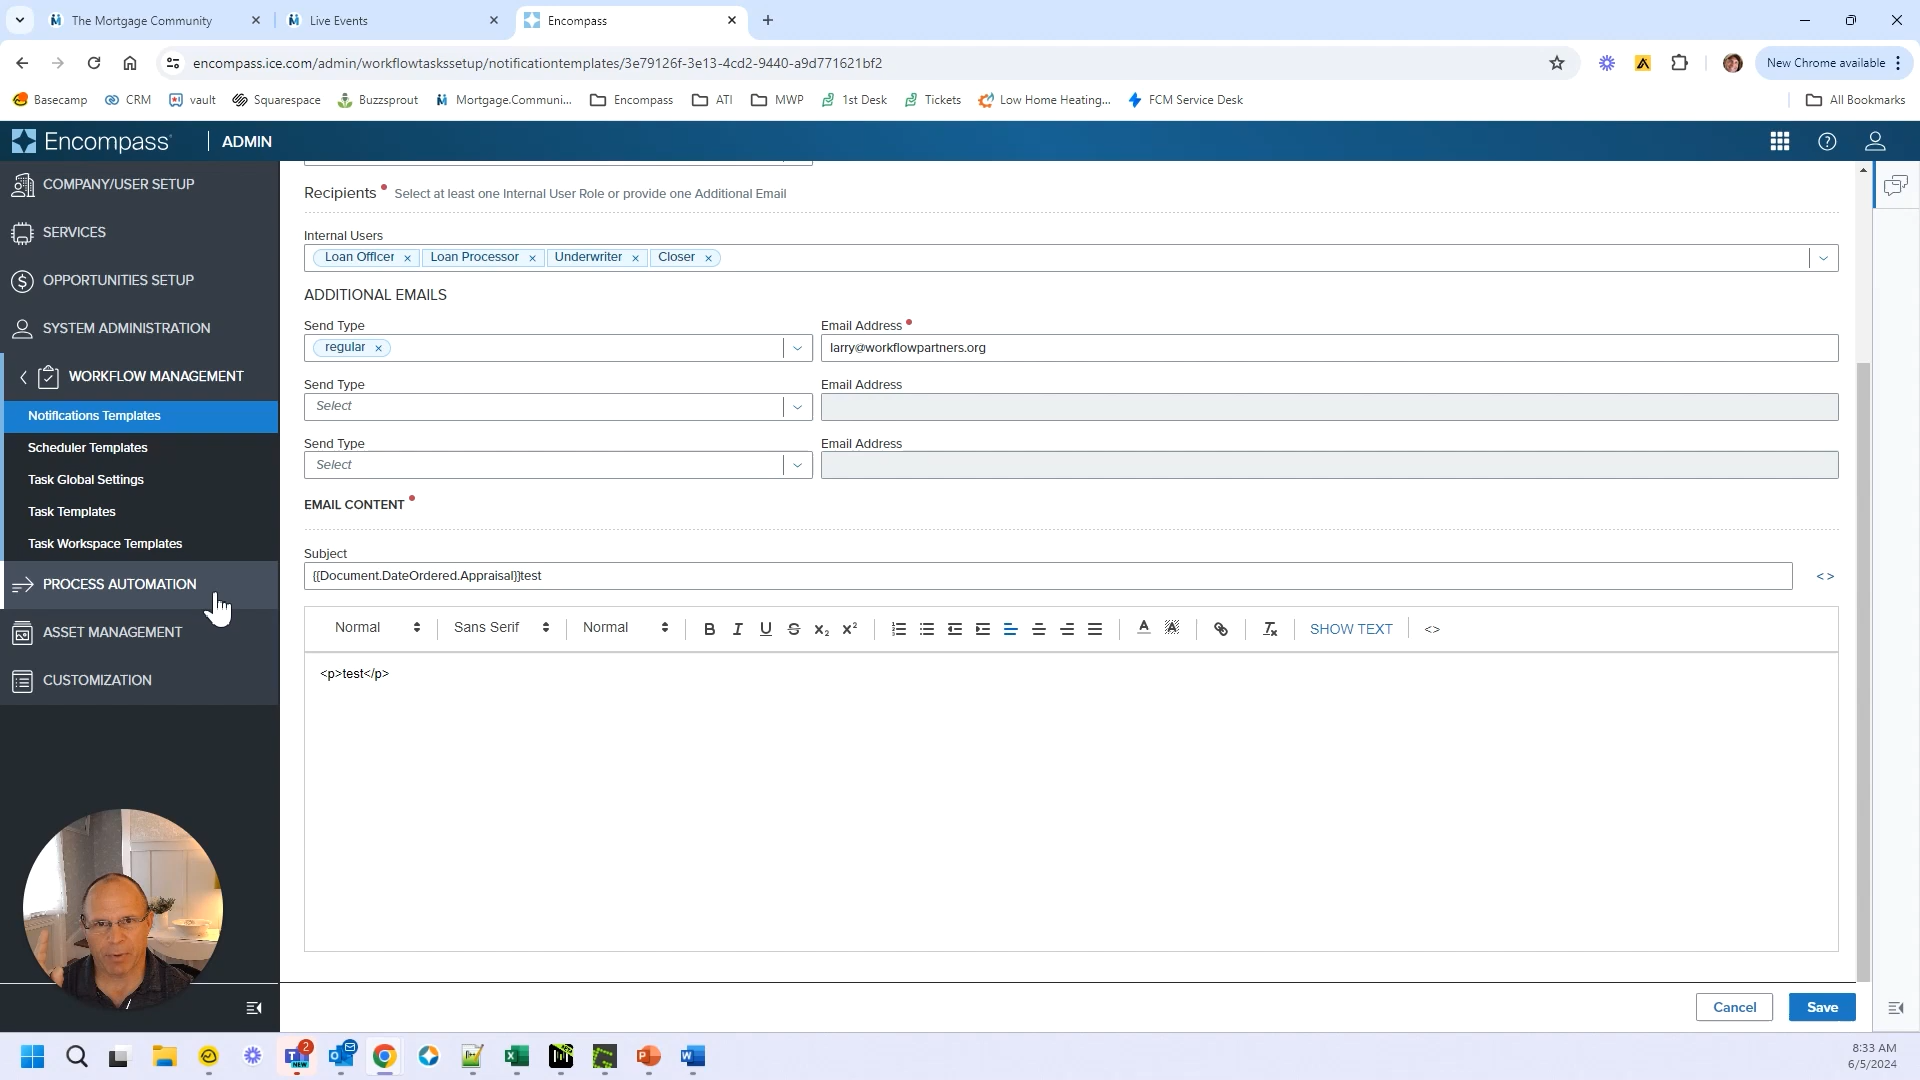 The Mortgage Community
Live Events
Encompass
encompass.ice.com/admin/workflowtaskssetup/notificationtemplates/3e79126f-3e13-4cd2-9440-a9d771621bf2
New Chrome available
Basecamp
CRM
vault
Squarespace
Buzzsprout
Mortgage.Communi...
Encompass
ATI
MWP
1st Desk
Tickets
Low Home Heating...
FCM Service Desk
All Bookmarks
Encompass
ADMIN
COMPANY/USER SETUP
SERVICES
OPPORTUNITIES SETUP
SYSTEM ADMINISTRATION
WORKFLOW MANAGEMENT
Notifications Templates
Scheduler Templates
Task Global Settings
Task Templates
Task Workspace Templates
PROCESS AUTOMATION
ASSET MANAGEMENT
CUSTOMIZATION
Recipients * Select at least one Internal User Role or provide one Additional Email
Internal Users
Loan Officer × Loan Processor × Underwriter × Closer ×
ADDITIONAL EMAILS
Send Type
Email Address *
regular ×
larry@workflowpartners.org
Send Type
Email Address
Select
Send Type
Email Address
Select
EMAIL CONTENT *
Subject
{{Document.DateOrdered.Appraisal}}test
<>
Normal Sans Serif Normal B I U S X₂ X² A A Tx SHOW TEXT <>
<p>test</p>
Cancel
Save
2
NEW
8:33 AM
6/5/2024